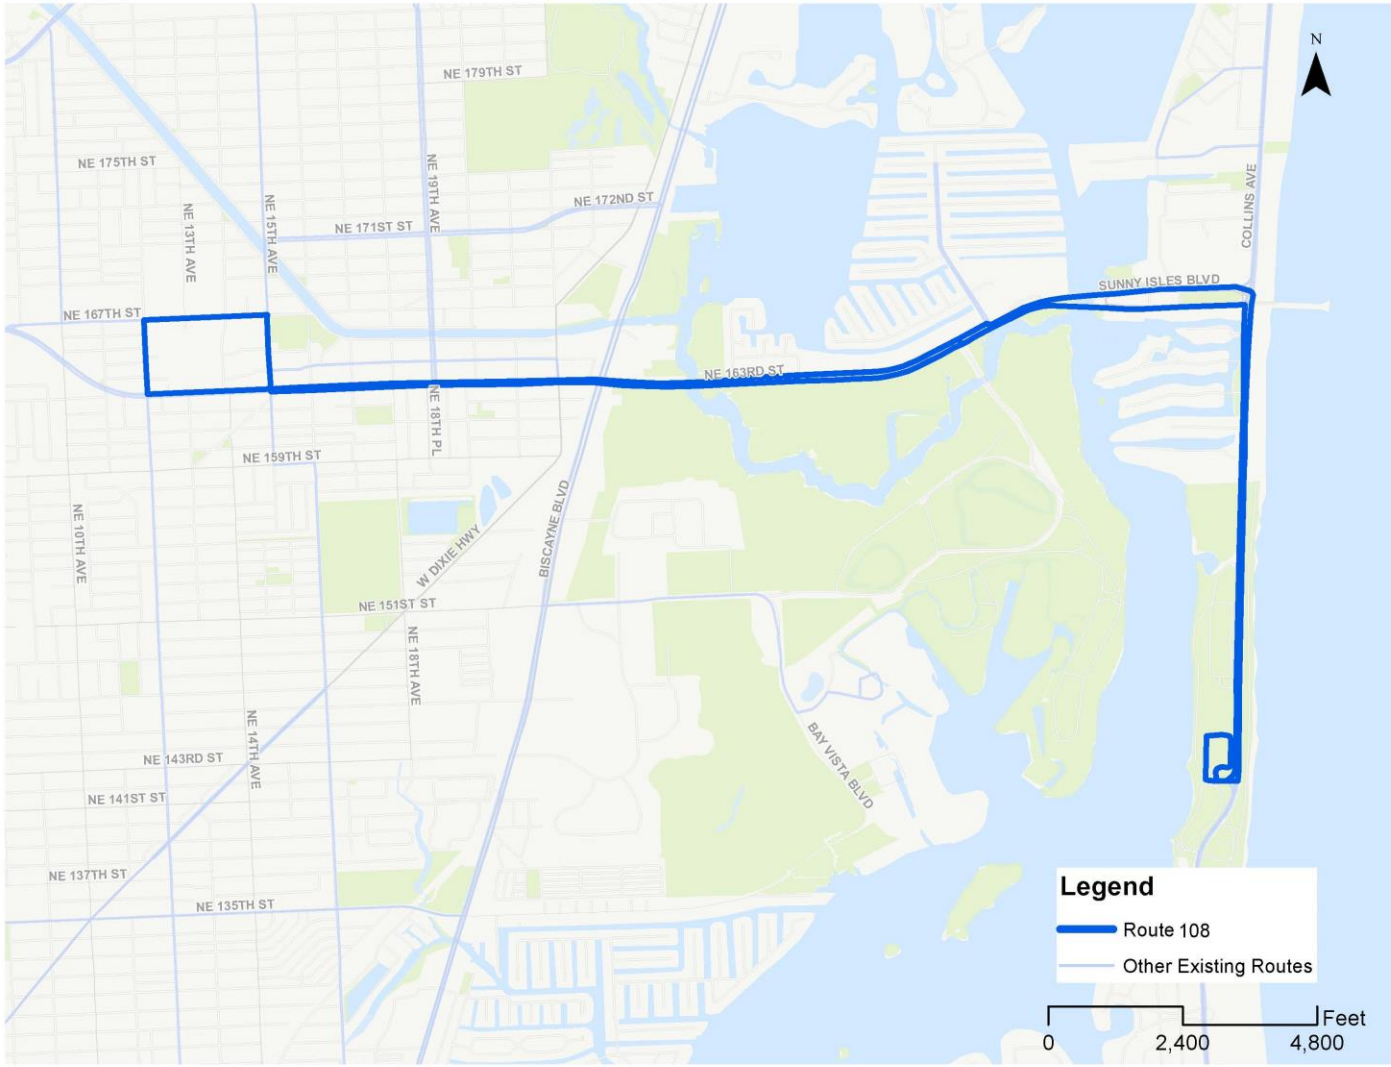 N
NE 179TH ST
NE 175TH ST
NE 19TH AVE
NE 172ND ST
NE 171ST ST
NE 13TH AVE
NE 15TH AVE
COLLINS AVE
SUNNY ISLES BLVD
NE 167TH ST
NE 163RD ST
NE 18TH PL
NE 159TH ST
NE 10TH AVE
W DIXIE HWY
BISCAYNE BLVD
NE 151ST ST
NE 18TH AVE
NE 14TH AVE
BAY VISTA BLVD
NE 143RD ST
NE 141ST ST
NE 137TH ST
NE 135TH ST
Legend
Route 108
Other Existing Routes
Feet
0 2,400 4,800